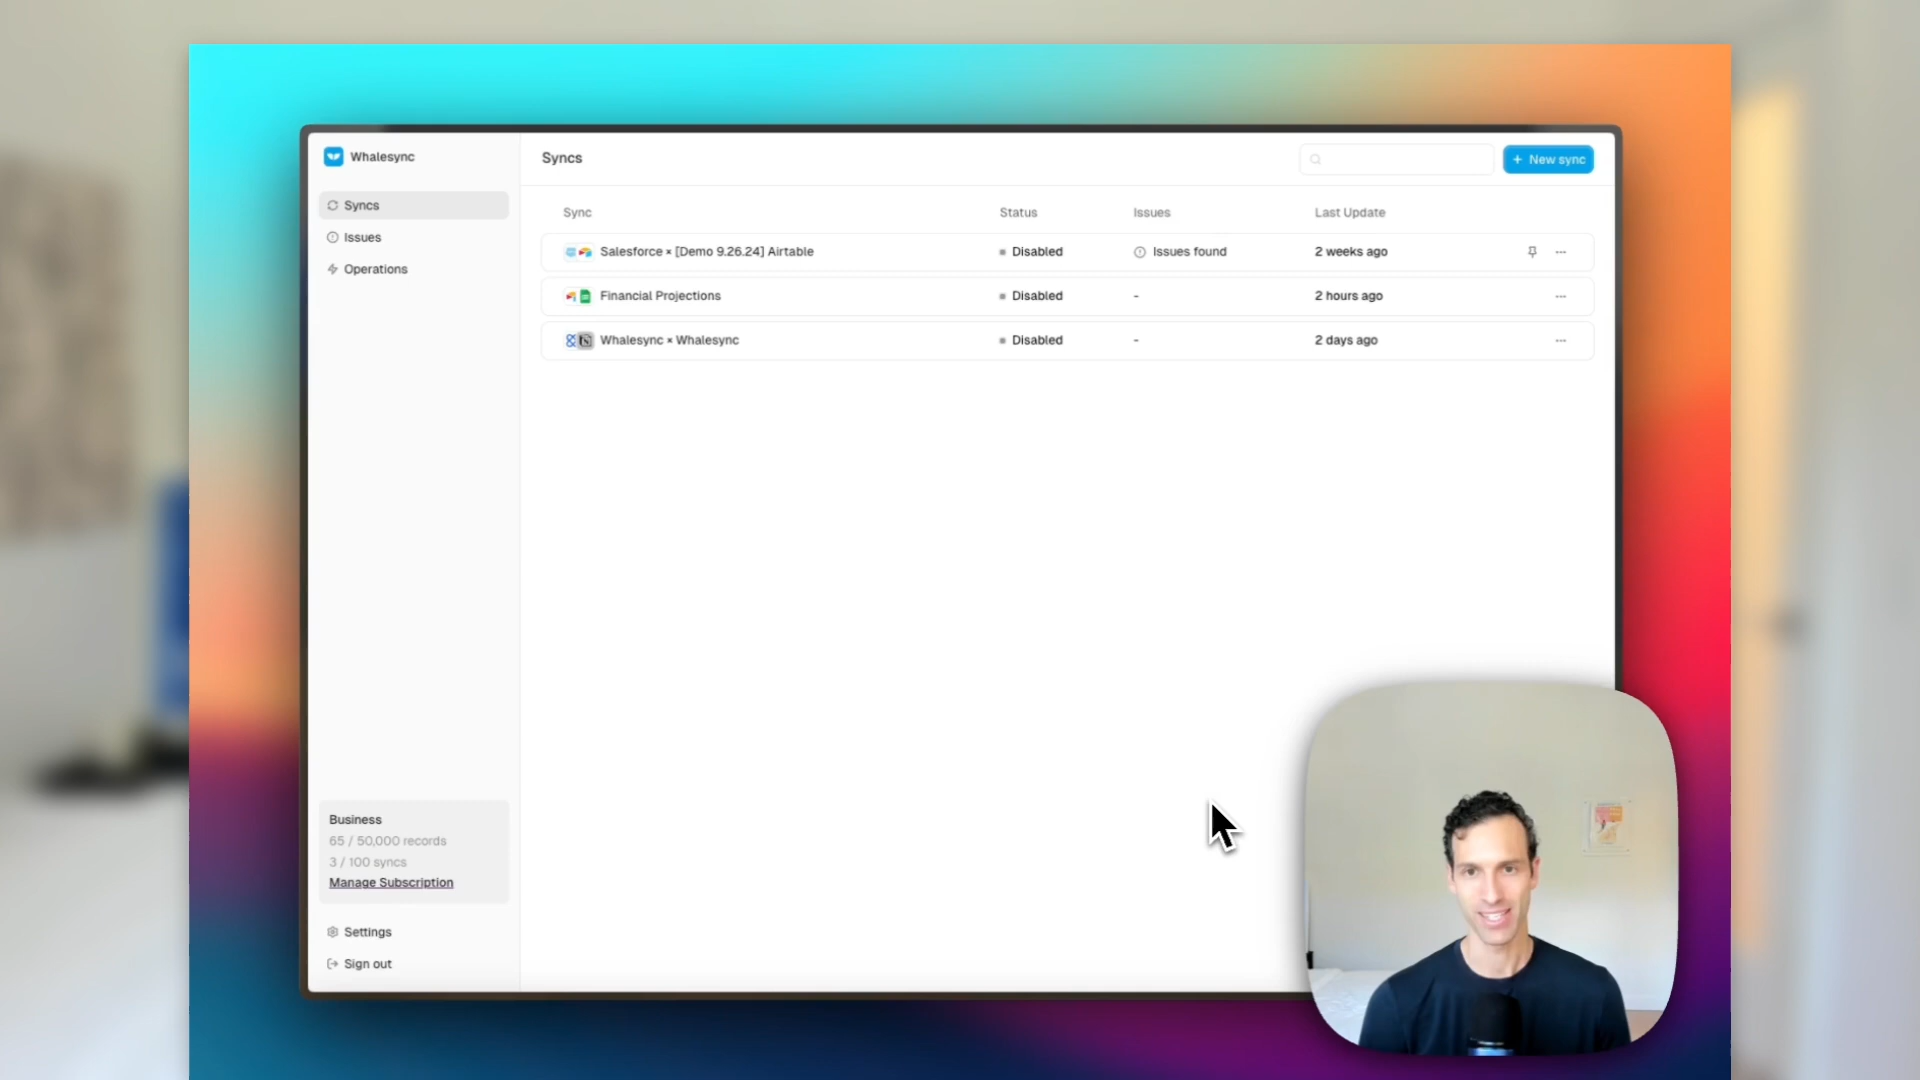 Whalesync
Syncs
Issues
Operations
Business
65 / 50,000 records
3 / 100 syncs
Manage Subscription
Settings
Sign out
Syncs
+ New sync
Sync Status Issues Last Update
Salesforce × [Demo 9.26.24] Airtable Disabled Issues found 2 weeks ago
Financial Projections Disabled - 2 hours ago
Whalesync × Whalesync Disabled - 2 days ago